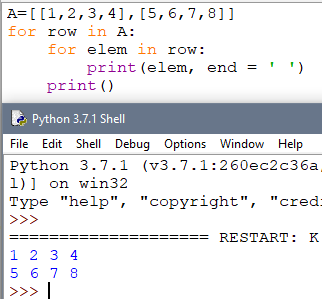 A=[[1,2,3,4],[5,6,7,8]]
for row in A:
    for elem in row:
        print(elem, end = ' ')
    print()
Python 3.7.1 Shell
File Edit Shell Debug Options Window Help
Python 3.7.1 (v3.7.1:260ec2c36a
l)] on win32
Type "help", "copyright", "cred
>>>
==================== RESTART: K
1 2 3 4
5 6 7 8
>>>